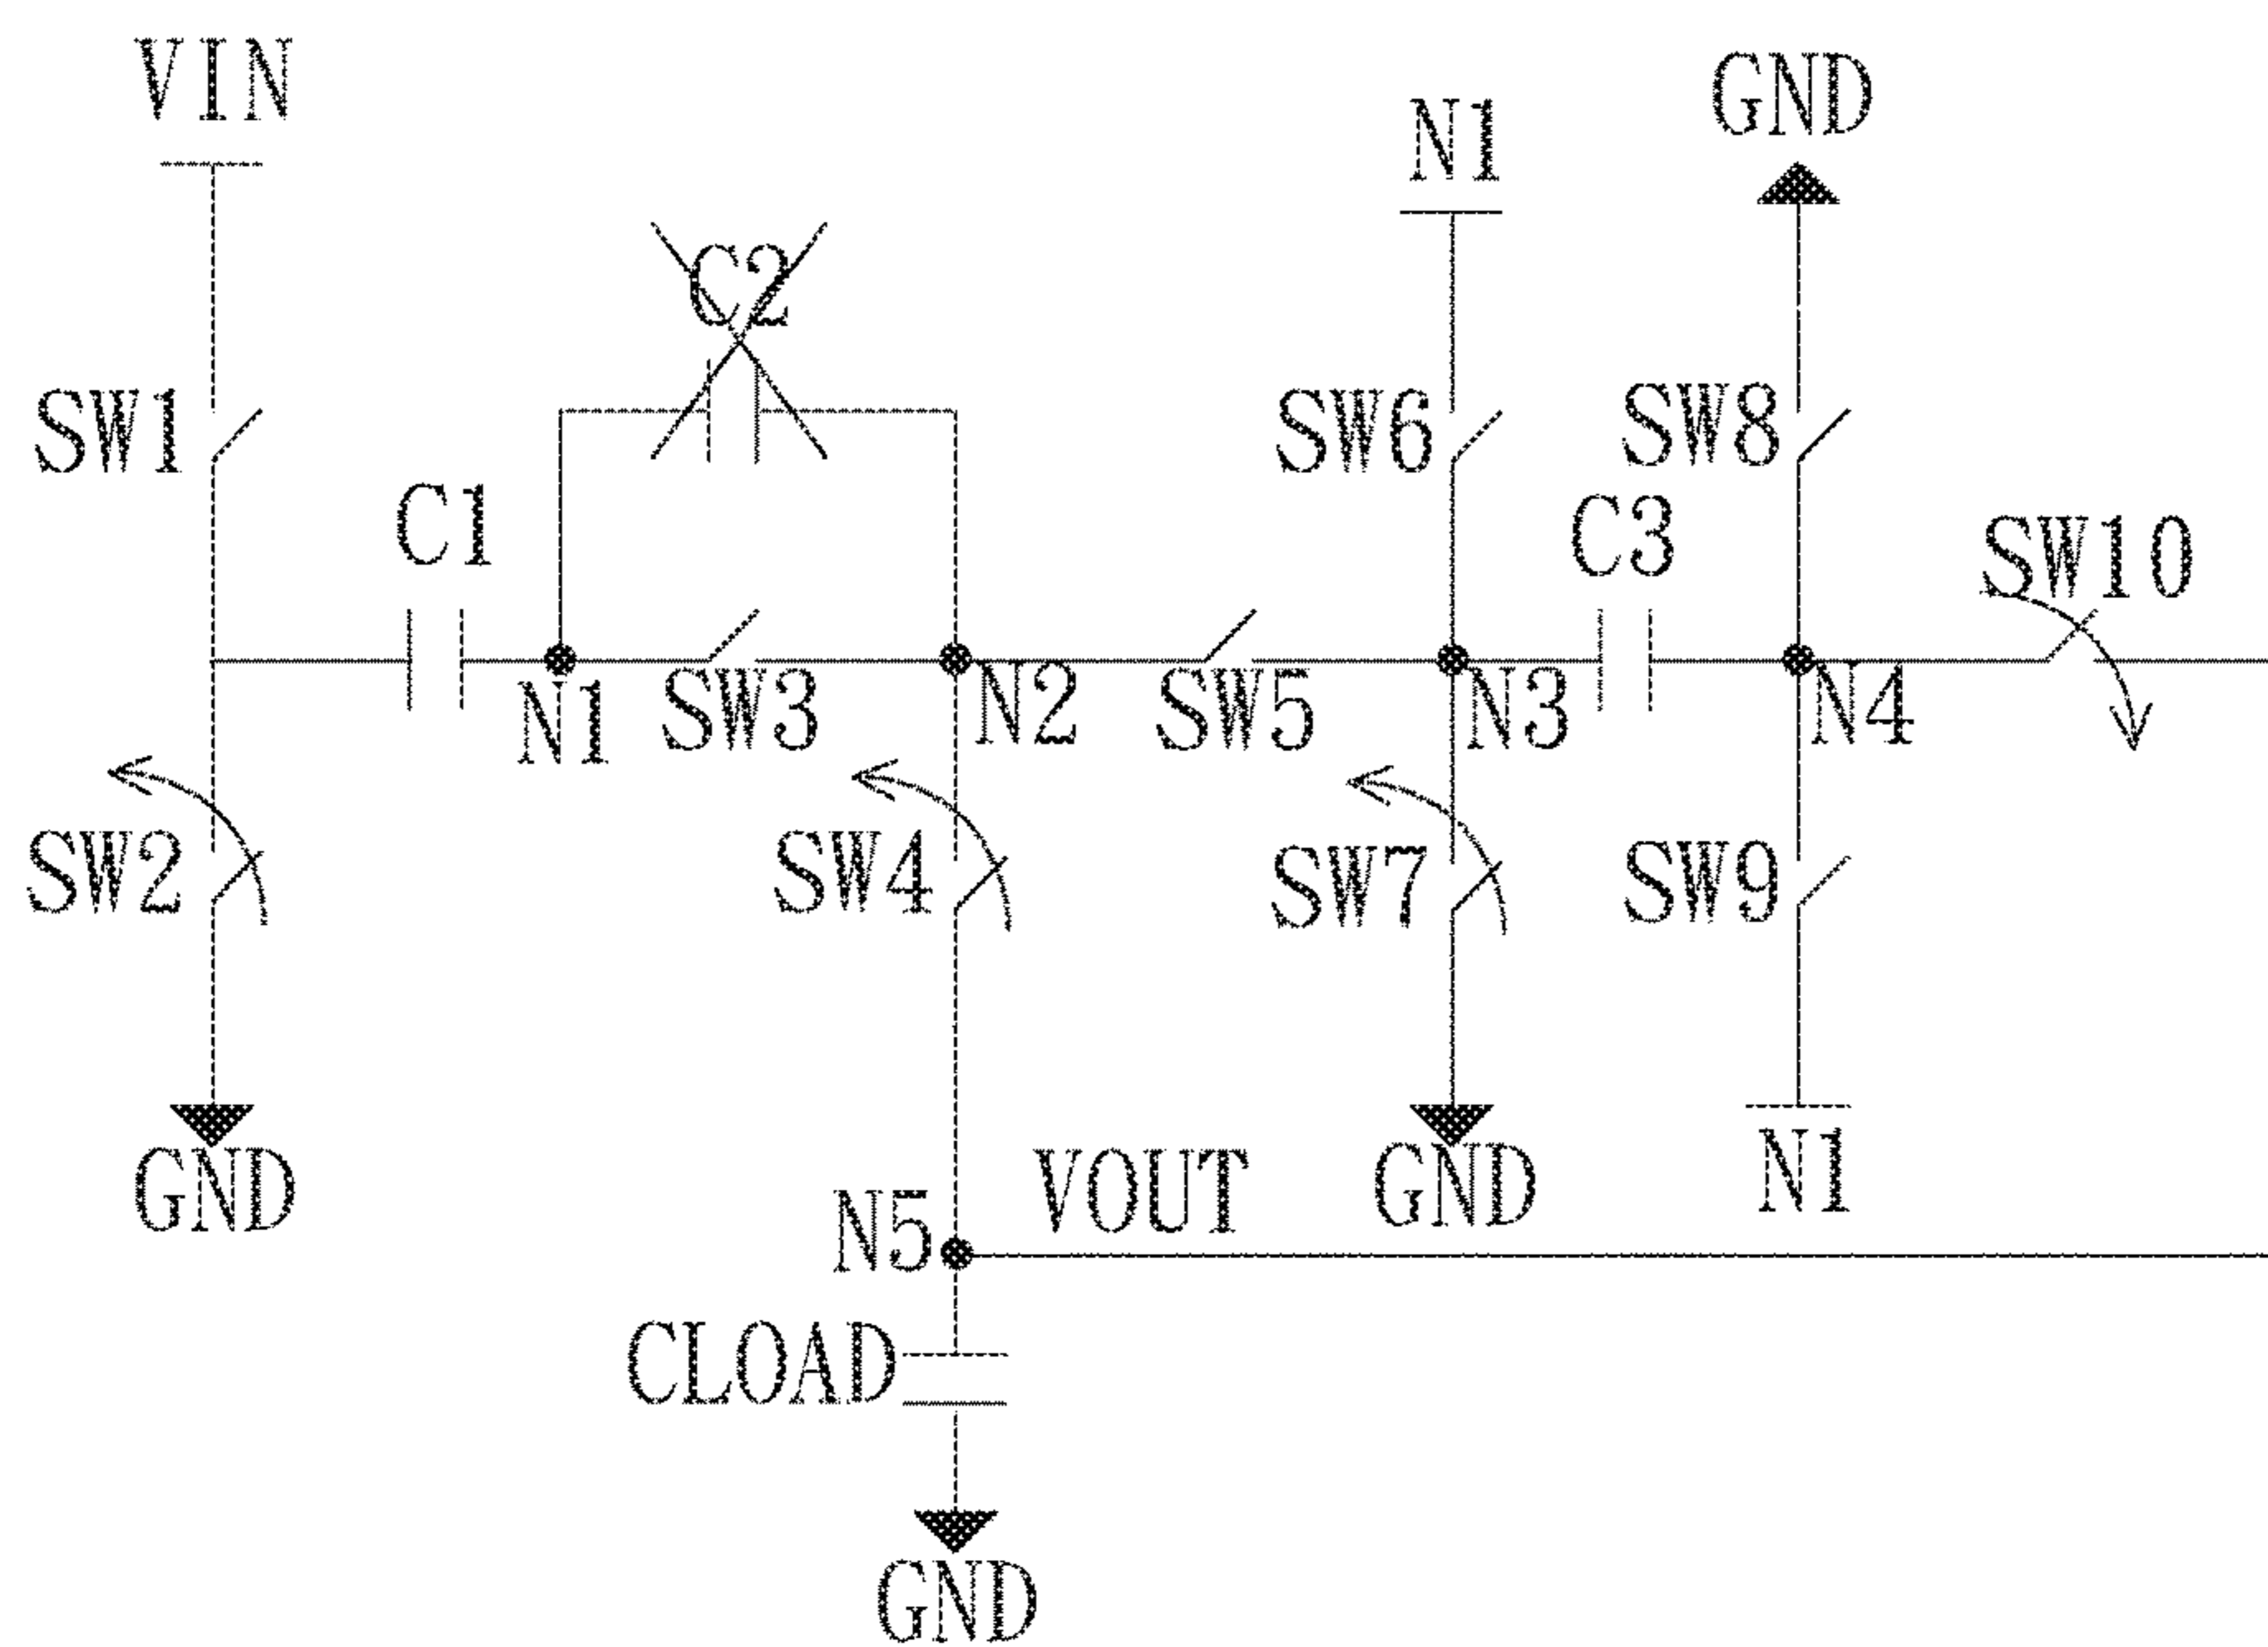 VIN
GND
N1
C2
SW1
SW6
SW8
C1
C3
SW10
N1
SW3
N2
SW5
N3
N4
SW2
SW4
SW7
SW9
GND
N5
VOUT
GND
N1
CLOAD
GND